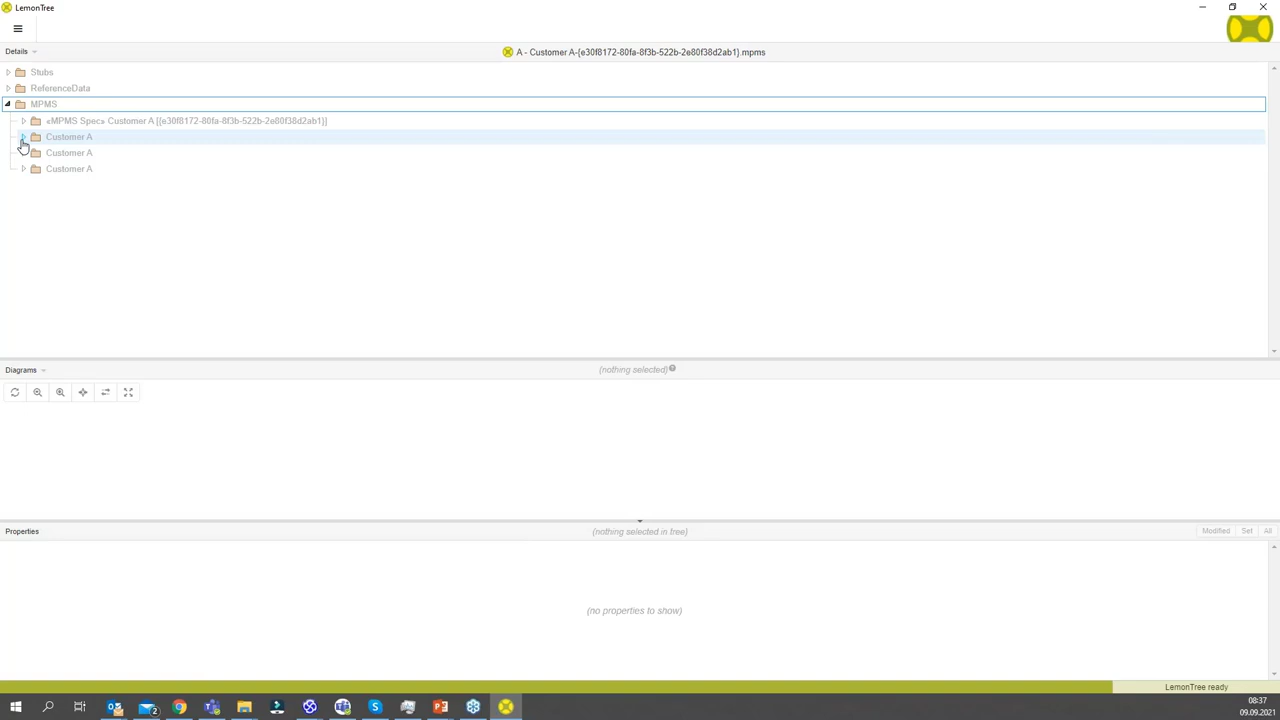 LemonTree
Details
A - Customer A-{e30f8172-80fa-8f3b-522b-2e80f38d2ab1}.mpms
Stubs
ReferenceData
MPMS
«MPMS Spec» Customer A [{e30f8172-80fa-8f3b-522b-2e80f38d2ab1}]
Customer A
Customer A
Customer A
Diagrams
(nothing selected)
Properties
(nothing selected in tree)
Modified
Set
All
(no properties to show)
LemonTree ready
2
08:37
09.09.2021